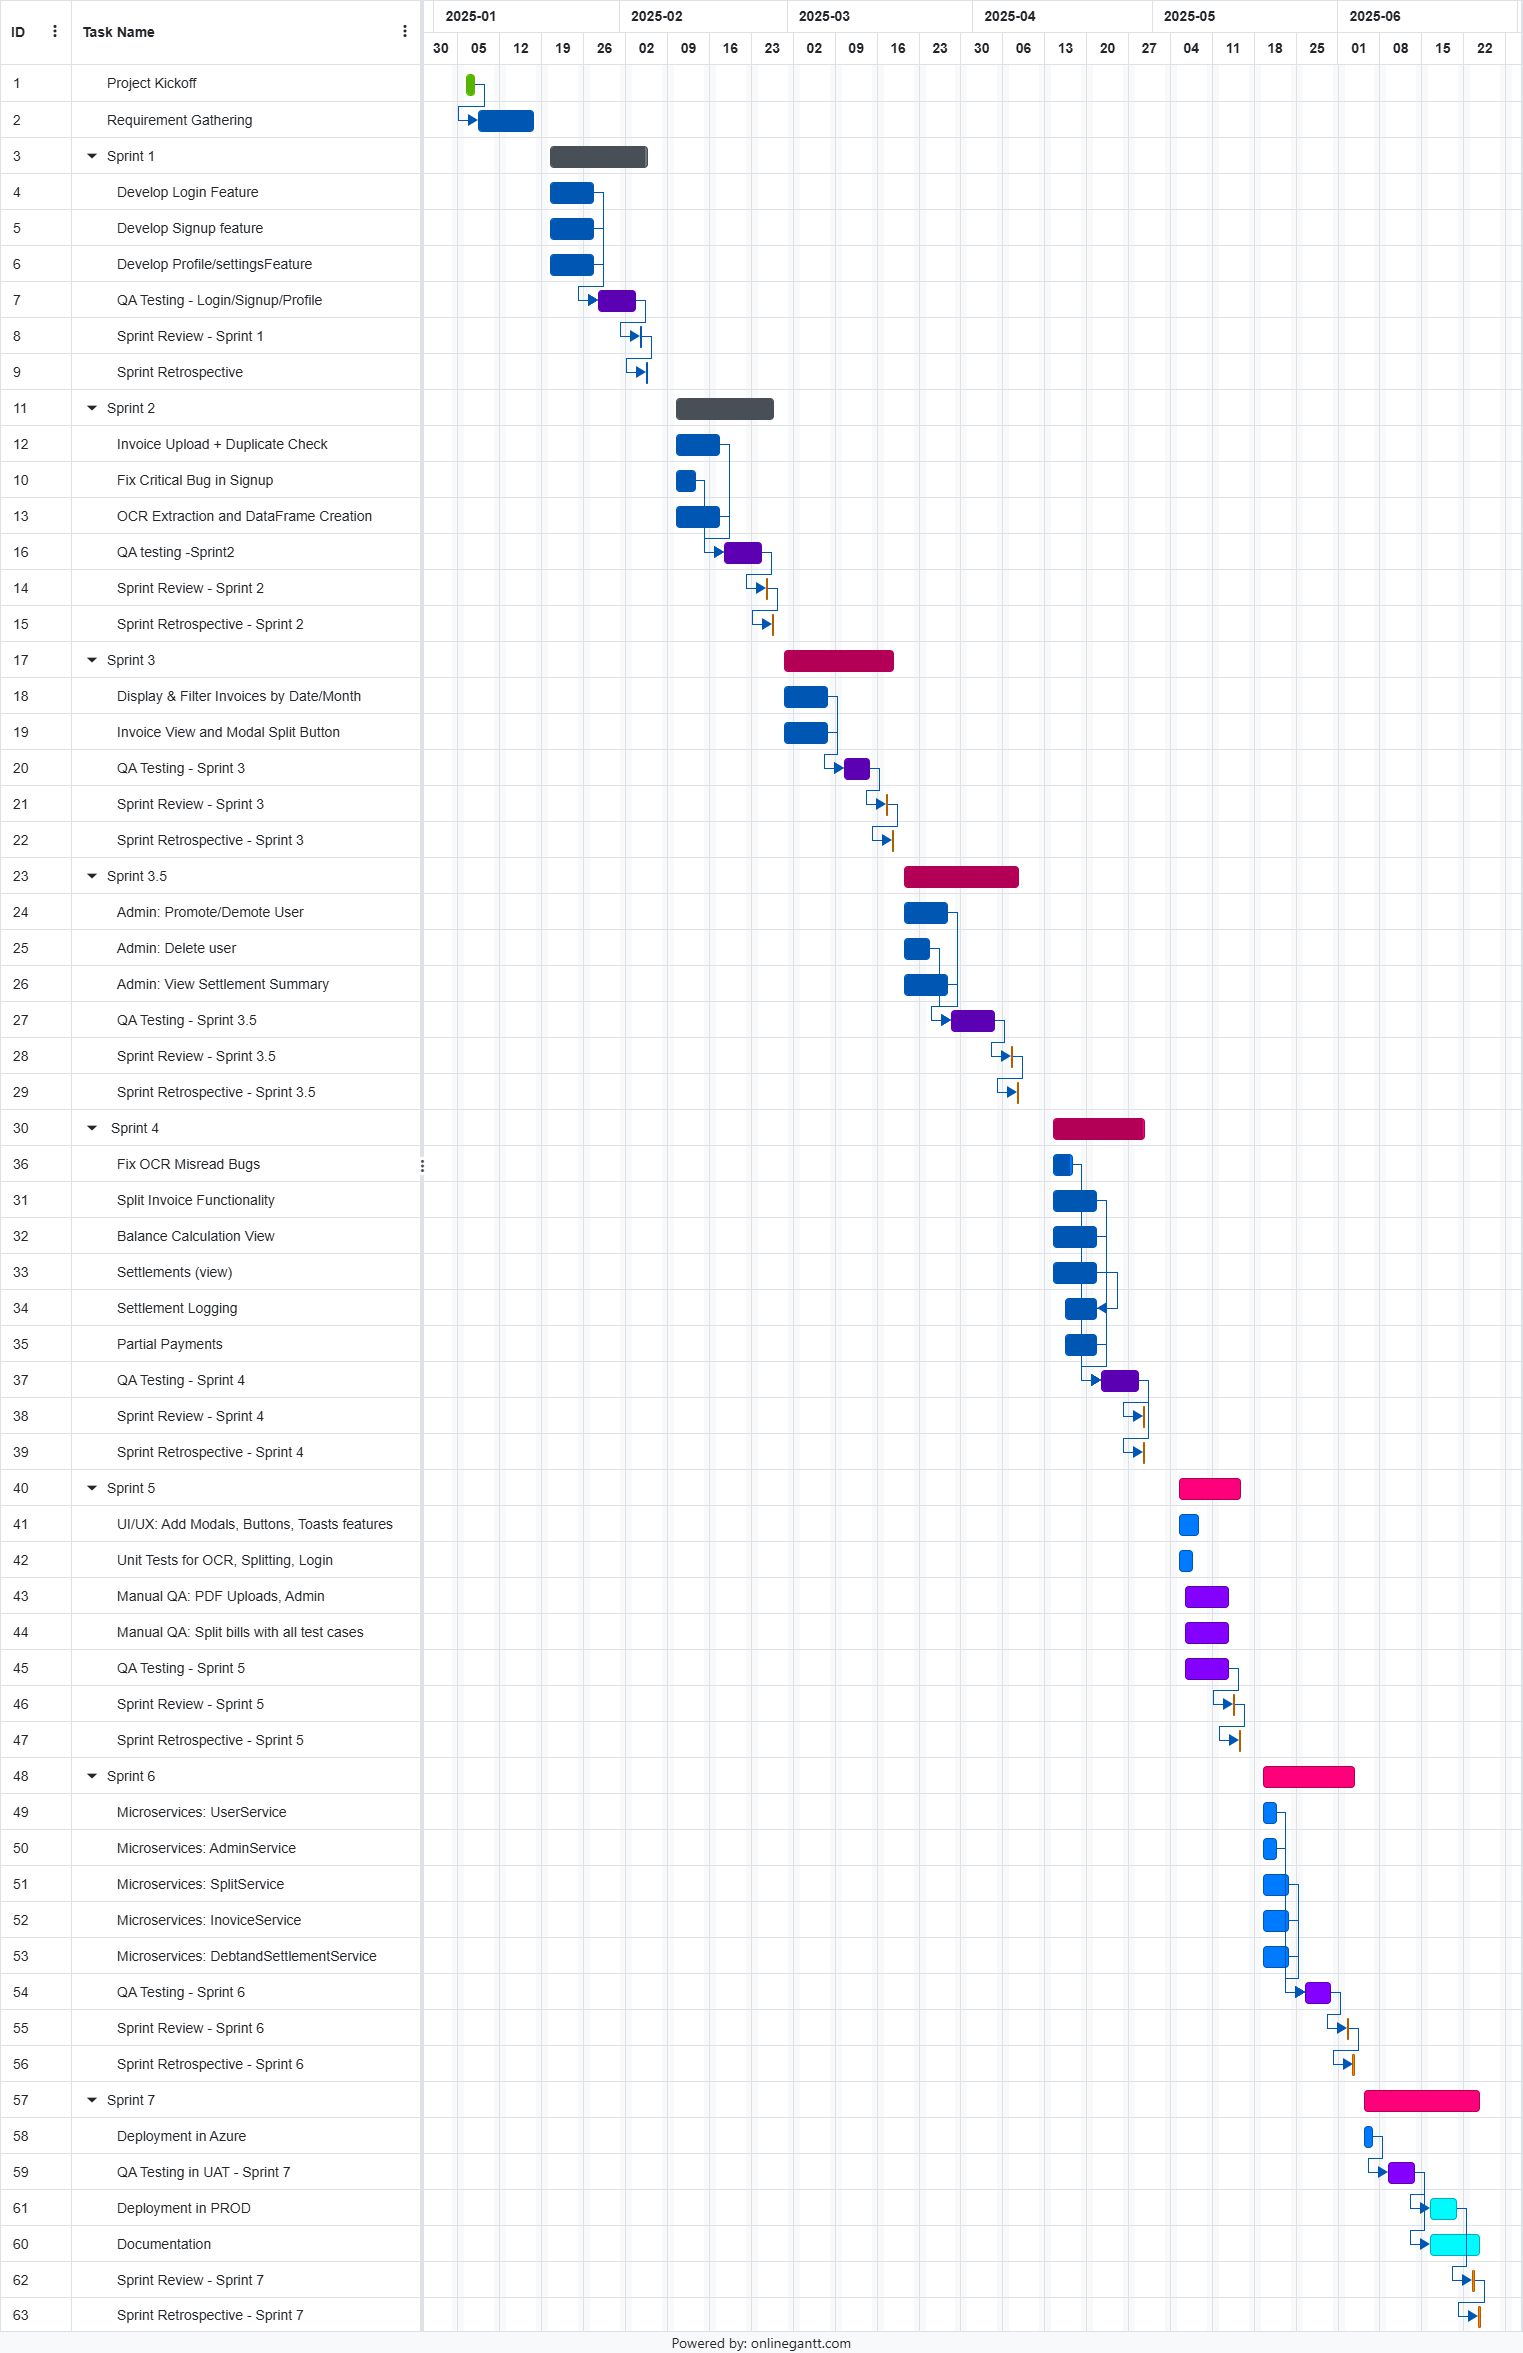 2025-01 2025-02 2025-03 2025-04 2025-05 2025-06
ID Task Name
30 05 12 19 26 02 09 16 23 02 09 16 23 30 06 13 20 27 04 11 18 25 01 08 15 22
1 Project Kickoff
2 Requirement Gathering
3 Sprint 1
4 Develop Login Feature
5 Develop Signup feature
6 Develop Profile/settingsFeature
7 QA Testing - Login/Signup/Profile
8 Sprint Review - Sprint 1
9 Sprint Retrospective
11 Sprint 2
12 Invoice Upload + Duplicate Check
10 Fix Critical Bug in Signup
13 OCR Extraction and DataFrame Creation
16 QA testing -Sprint2
14 Sprint Review - Sprint 2
15 Sprint Retrospective - Sprint 2
17 Sprint 3
18 Display & Filter Invoices by Date/Month
19 Invoice View and Modal Split Button
20 QA Testing - Sprint 3
21 Sprint Review - Sprint 3
22 Sprint Retrospective - Sprint 3
23 Sprint 3.5
24 Admin: Promote/Demote User
25 Admin: Delete user
26 Admin: View Settlement Summary
27 QA Testing - Sprint 3.5
28 Sprint Review - Sprint 3.5
29 Sprint Retrospective - Sprint 3.5
30 Sprint 4
36 Fix OCR Misread Bugs
31 Split Invoice Functionality
32 Balance Calculation View
33 Settlements (view)
34 Settlement Logging
35 Partial Payments
37 QA Testing - Sprint 4
38 Sprint Review - Sprint 4
39 Sprint Retrospective - Sprint 4
40 Sprint 5
41 UI/UX: Add Modals, Buttons, Toasts features
42 Unit Tests for OCR, Splitting, Login
43 Manual QA: PDF Uploads, Admin
44 Manual QA: Split bills with all test cases
45 QA Testing - Sprint 5
46 Sprint Review - Sprint 5
47 Sprint Retrospective - Sprint 5
48 Sprint 6
49 Microservices: UserService
50 Microservices: AdminService
51 Microservices: SplitService
52 Microservices: InoviceService
53 Microservices: DebtandSettlementService
54 QA Testing - Sprint 6
55 Sprint Review - Sprint 6
56 Sprint Retrospective - Sprint 6
57 Sprint 7
58 Deployment in Azure
59 QA Testing in UAT - Sprint 7
61 Deployment in PROD
60 Documentation
62 Sprint Review - Sprint 7
63 Sprint Retrospective - Sprint 7
Powered by: onlinegantt.com